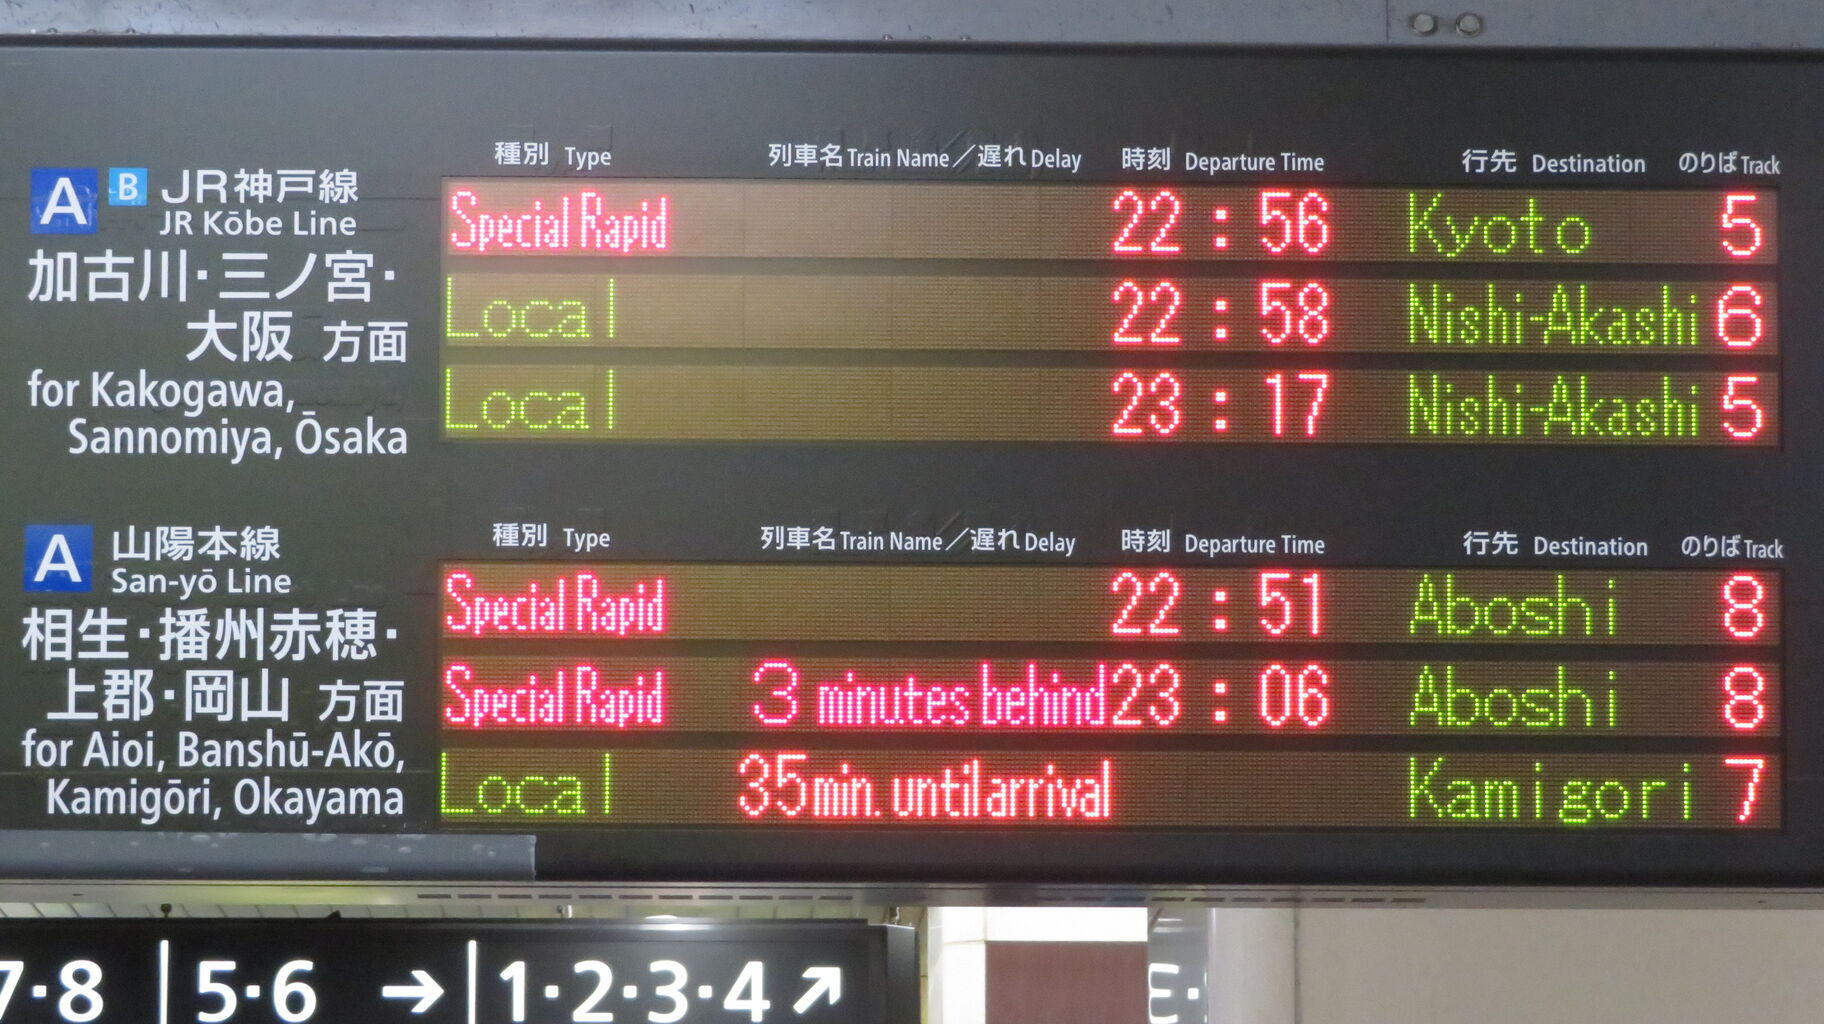 A B JR神戸線
JR Kōbe Line
加古川・三ノ宮・
大阪 方面
for Kakogawa,
Sannomiya, Ōsaka
種別 Type 列車名 Train Name／遅れ Delay 時刻 Departure Time 行先 Destination のりば Track
Special Rapid 22:56 Kyoto 5
Local 22:58 Nishi-Akashi 6
Local 23:17 Nishi-Akashi 5
A 山陽本線
San-yō Line
相生・播州赤穂・
上郡・岡山 方面
for Aioi, Banshū-Akō,
Kamigōri, Okayama
種別 Type 列車名 Train Name／遅れ Delay 時刻 Departure Time 行先 Destination のりば Track
Special Rapid 22:51 Aboshi 8
Special Rapid 3 minutes behind 23:06 Aboshi 8
Local 35min. until arrival Kamigori 7
7・8 5・6 → 1・2・3・4 ↗